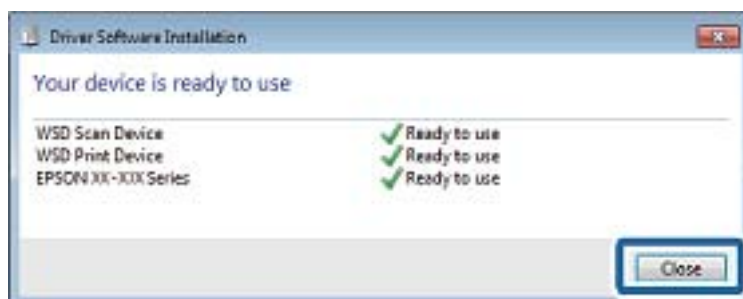 Driver Software Installation
Your device is ready to use
WSD Scan Device Ready to use
WSD Print Device Ready to use
EPSON XX-XXX Series Ready to use
Close